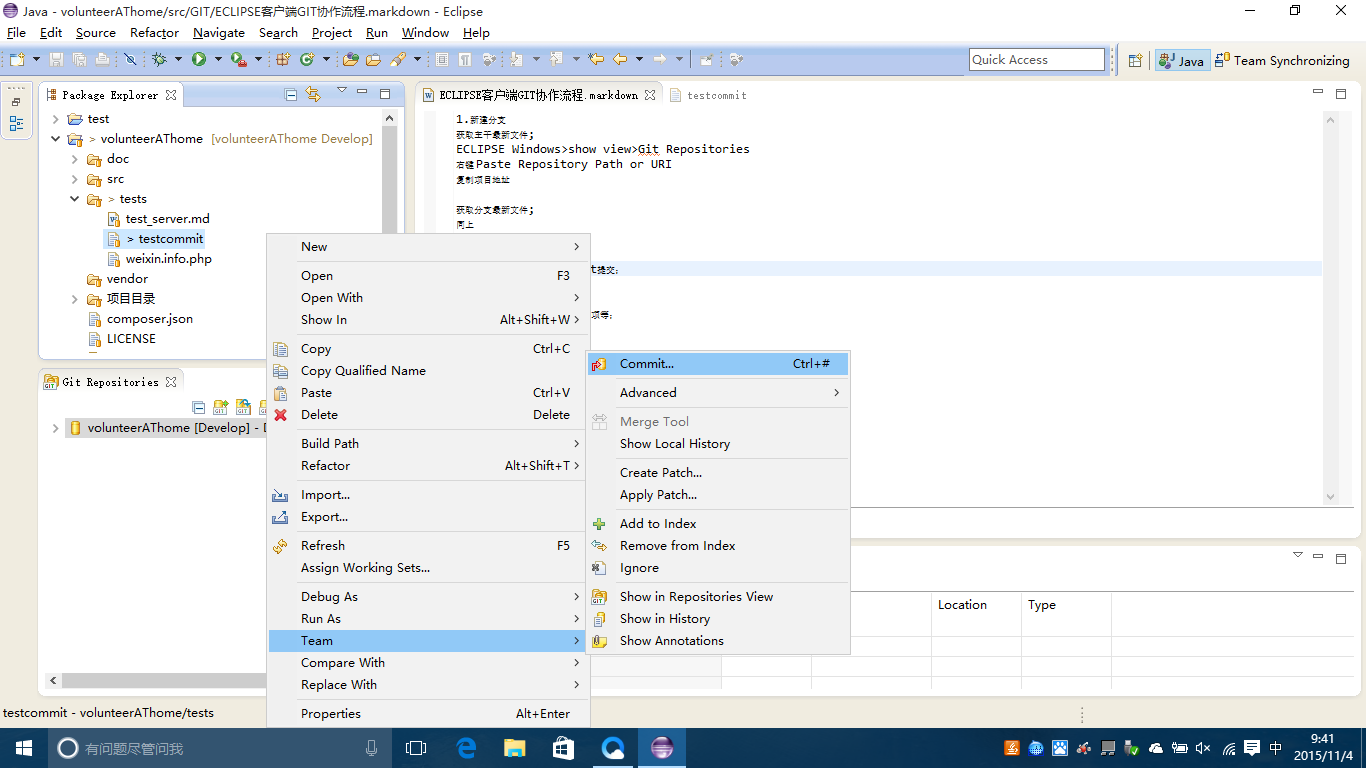 Java - volunteerAThome/src/GIT/ECLIPSE客户端GIT协作流程.markdown - Eclipse
File Edit Source Refactor Navigate Search Project Run Window Help
Quick Access
Java
Team Synchronizing
Package Explorer
ECLIPSE客户端GIT协作流程.markdown
testcommit
test
> volunteerAThome [volunteerAThome Develop]
doc
src
> tests
test_server.md
> testcommit
weixin.info.php
vendor
项目目录
composer.json
LICENSE
1.新建分支
获取主干最新文件;
ECLIPSE Windows>show view>Git Repositories
右键Paste Repository Path or URI
复制项目地址
获取分支最新文件;
同上
t提交;
项等;
Git Repositories
GIT
volunteerAThome [Develop] -
New
Open F3
Open With
Show In Alt+Shift+W
Copy Ctrl+C
Copy Qualified Name
Paste Ctrl+V
Delete Delete
Build Path
Refactor Alt+Shift+T
Import...
Export...
Refresh F5
Assign Working Sets...
Debug As
Run As
Team
Compare With
Replace With
Properties Alt+Enter
Commit... Ctrl+#
Advanced
Merge Tool
Show Local History
Create Patch...
Apply Patch...
Add to Index
Remove from Index
Ignore
Show in Repositories View
Show in History
Show Annotations
Location Type
testcommit - volunteerAThome/tests
有问题尽管问我
中
9:41
2015/11/4